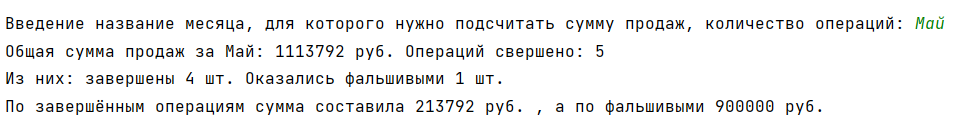 Введение название месяца, для которого нужно подсчитать сумму продаж, количество операций: Май
Общая сумма продаж за Май: 1113792 руб. Операций свершено: 5
Из них: завершены 4 шт. Оказались фальшивыми 1 шт.
По завершённым операциям сумма составила 213792 руб. , а по фальшивыми 900000 руб.